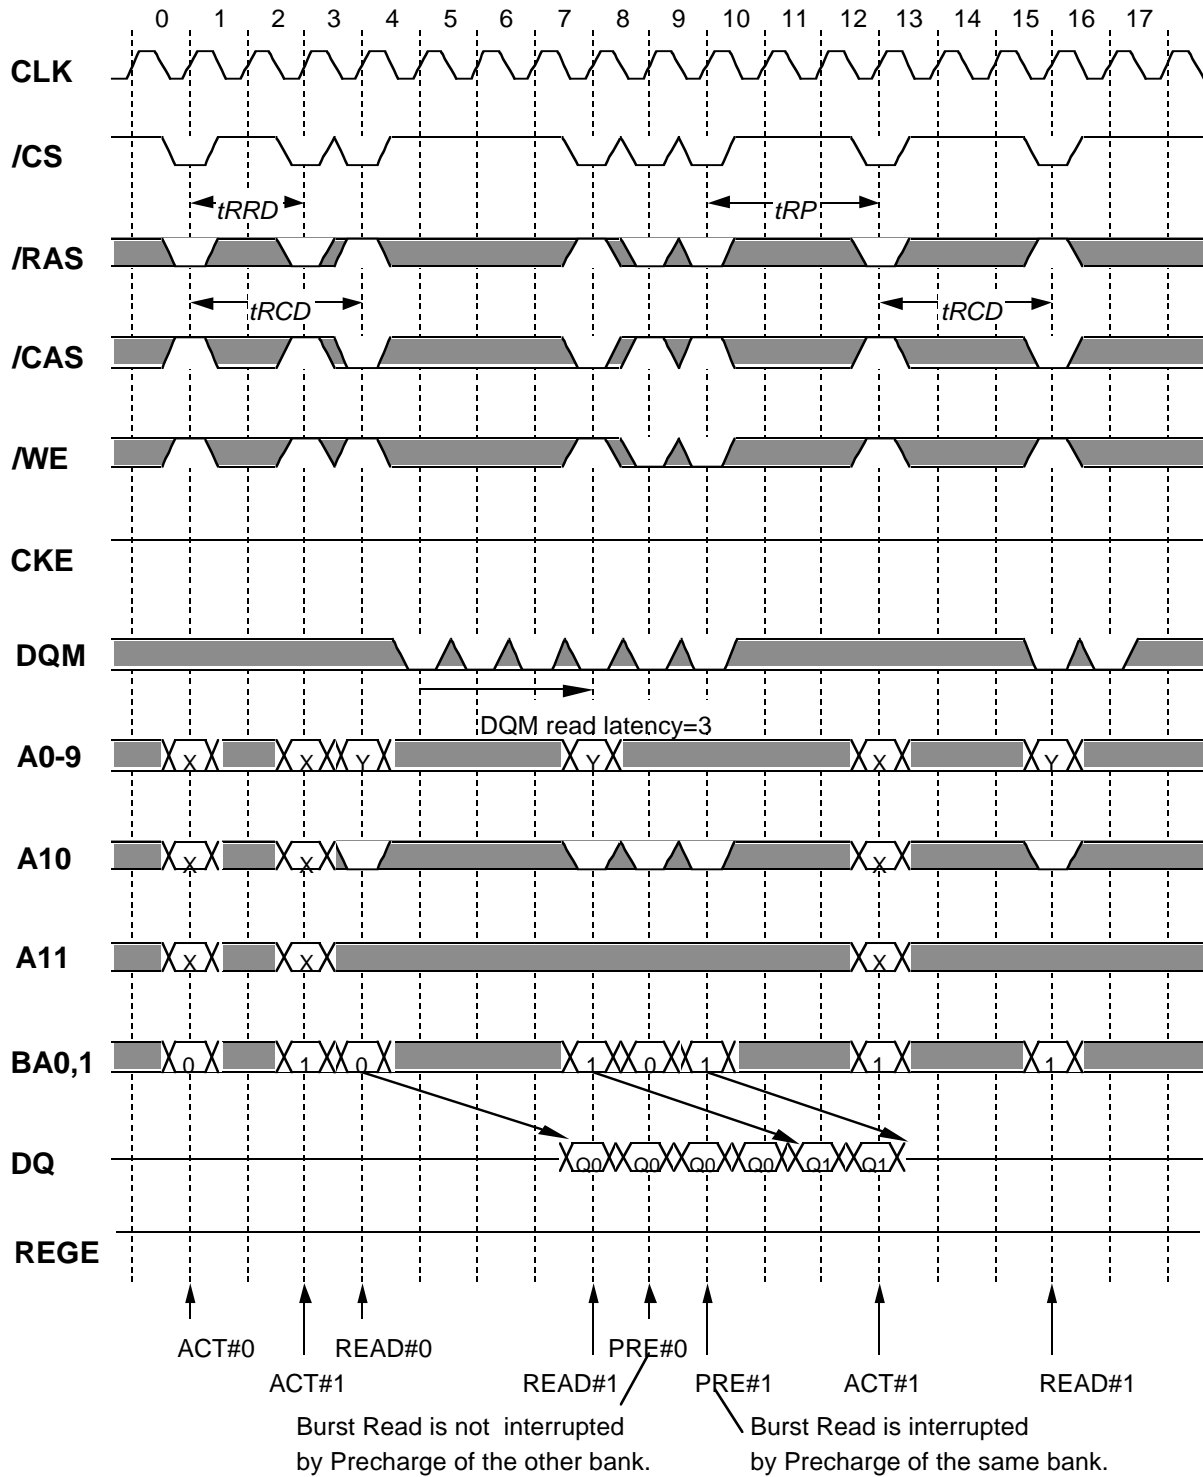 0 1 2 3 4 5 6 7 8 9 10 11 12 13 14 15 16 17
CLK
/CS
tRRD tRP
/RAS
tRCD tRCD
/CAS
/WE
CKE
DQM
DQM read latency=3
A0-9 X X Y Y X Y
A10 X X X
A11 X X X
BA0,1 0 1 0 1 0 1 1 1
DQ Q0 Q0 Q0 Q0 Q1 Q1
REGE
ACT#0 READ#0 PRE#0
ACT#1 READ#1 PRE#1 ACT#1 READ#1
Burst Read is not interrupted
by Precharge of the other bank.
Burst Read is interrupted
by Precharge of the same bank.